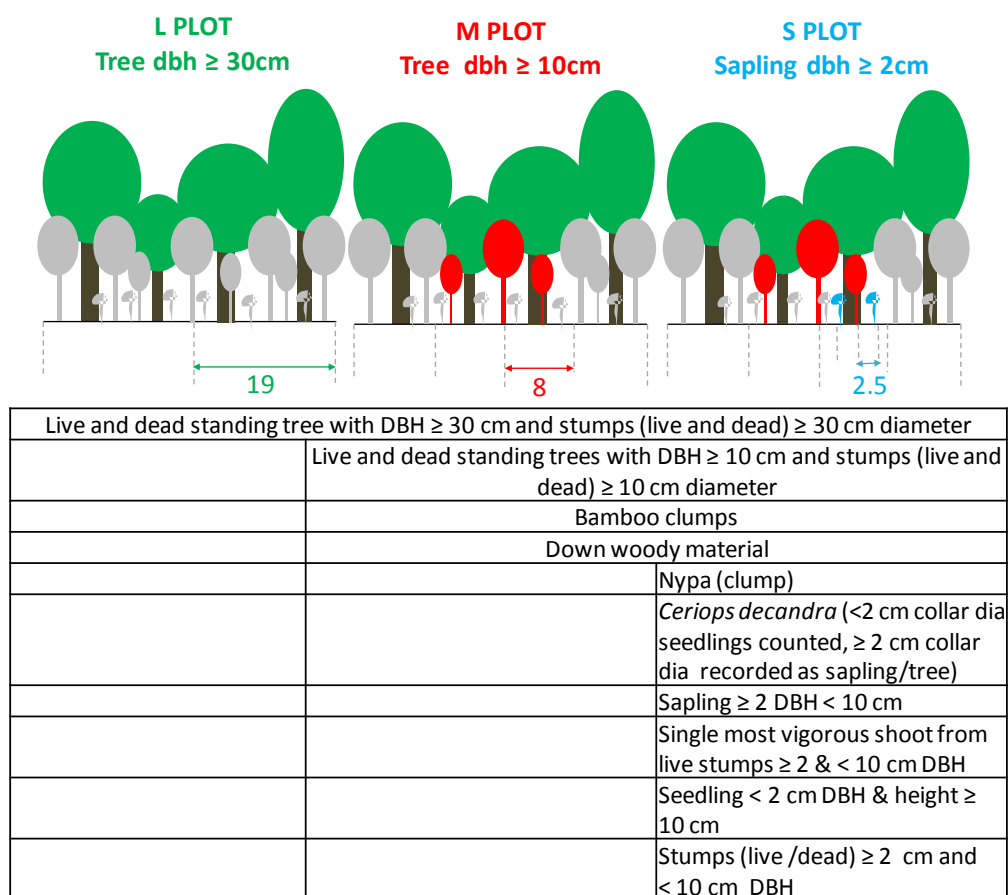 L PLOT
Tree dbh ≥ 30cm
M PLOT
Tree dbh ≥ 10cm
S PLOT
Sapling dbh ≥ 2cm
19
8
2.5
Live and dead standing tree with DBH ≥ 30 cm and stumps (live and dead) ≥ 30 cm diameter
Live and dead standing trees with DBH ≥ 10 cm and stumps (live and
dead) ≥ 10 cm diameter
Bamboo clumps
Down woody material
Nypa (clump)
Ceriops decandra (<2 cm collar dia
seedlings counted, ≥ 2 cm collar
dia recorded as sapling/tree)
Sapling ≥ 2 DBH < 10 cm
Single most vigorous shoot from
live stumps ≥ 2 & < 10 cm DBH
Seedling < 2 cm DBH & height ≥
10 cm
Stumps (live /dead) ≥ 2 cm and
< 10 cm DBH